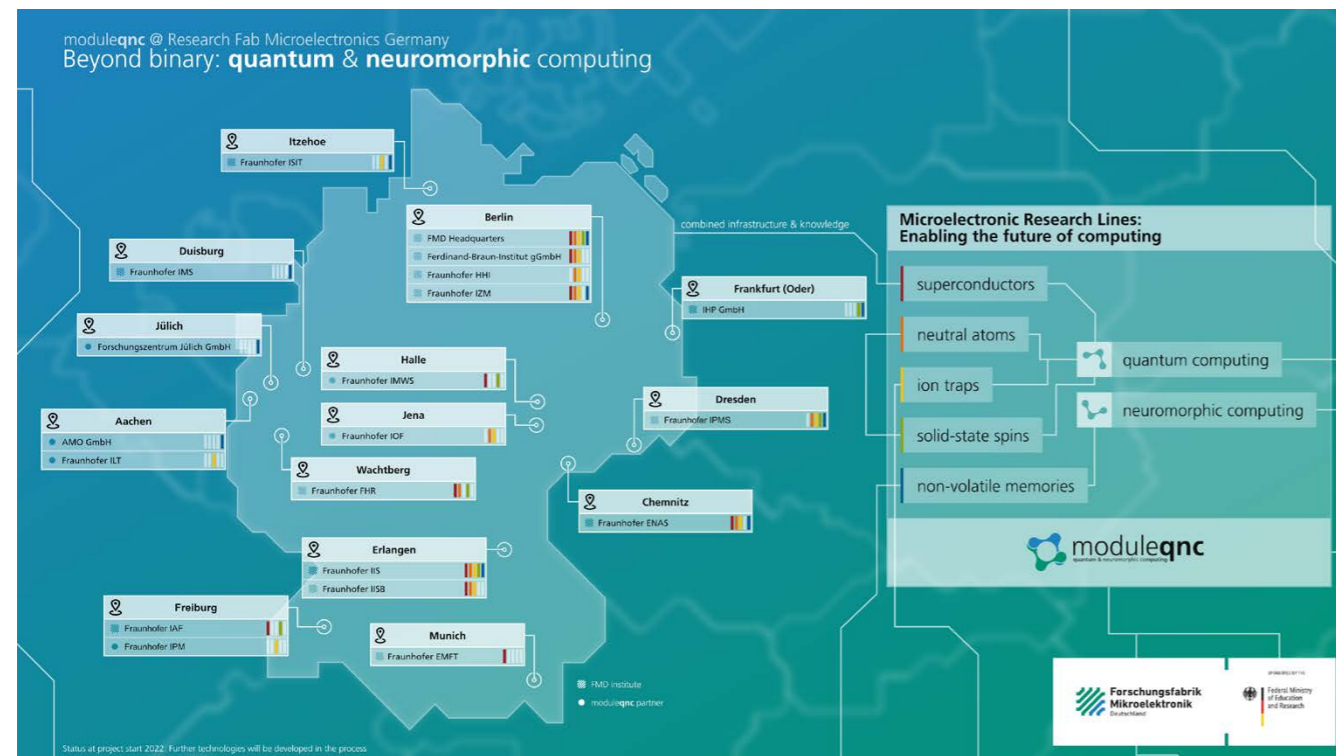 moduleqnc @ Research Fab Microelectronics Germany
Beyond binary: quantum & neuromorphic computing
Itzehoe
Fraunhofer ISIT
Berlin
FMD Headquarters
Ferdinand-Braun-Institut gGmbH
Fraunhofer HHI
Fraunhofer IZM
Duisburg
Fraunhofer IMS
Frankfurt (Oder)
IHP GmbH
Jülich
Forschungszentrum Jülich GmbH
Halle
Fraunhofer IMWS
Jena
Fraunhofer IOF
Dresden
Fraunhofer IPMS
Aachen
AMO GmbH
Fraunhofer ILT
Wachtberg
Fraunhofer FHR
Chemnitz
Fraunhofer ENAS
Erlangen
Fraunhofer IIS
Fraunhofer IISB
Freiburg
Fraunhofer IAF
Fraunhofer IPM
Munich
Fraunhofer EMFT
FMD institute
moduleqnc partner
Status at project start 2022: Further technologies will be developed in the process
combined infrastructure & knowledge
Microelectronic Research Lines:
Enabling the future of computing
superconductors
neutral atoms
ion traps
solid-state spins
non-volatile memories
quantum computing
neuromorphic computing
moduleqnc
quantum & neuromorphic computing
Forschungsfabrik
Mikroelektronik
Deutschland
Federal Ministry
of Education
and Research